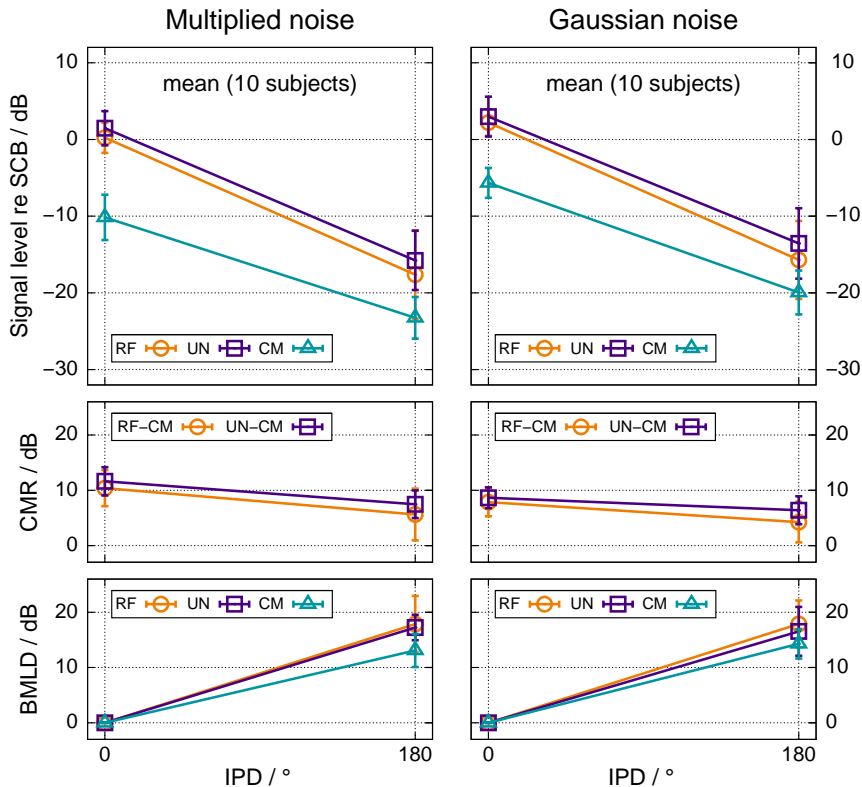 Multiplied noise
Gaussian noise
Signal level re SCB / dB
10
0
−10
−20
−30
mean (10 subjects)
RF UN CM
mean (10 subjects)
RF UN CM
10
0
−10
−20
−30
CMR / dB
20
10
0
RF−CM UN−CM
RF−CM UN−CM
20
10
0
BMLD / dB
20
10
0
RF UN CM
RF UN CM
20
10
0
0 180
IPD / °
0 180
IPD / °